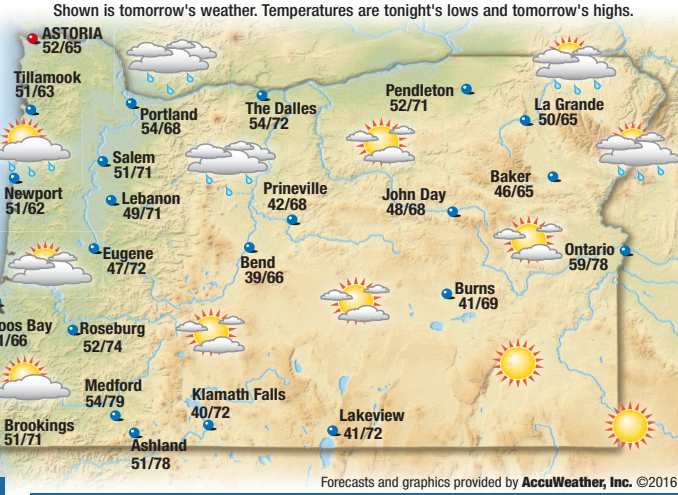 Shown is tomorrow's weather. Temperatures are tonight's lows and tomorrow's highs.
ASTORIA
52/65
Tillamook
51/63
Portland
54/68
The Dalles
54/72
Pendleton
52/71
La Grande
50/65
Salem
51/71
Newport
51/62
Lebanon
49/71
Prineville
42/68
John Day
48/68
Baker
46/65
Eugene
47/72
Bend
39/66
Ontario
59/78
Burns
41/69
oos Bay
/66
Roseburg
52/74
Medford
54/79
Klamath Falls
40/72
Lakeview
41/72
Brookings
51/71
Ashland
51/78
Forecasts and graphics provided by AccuWeather, Inc. ©2016